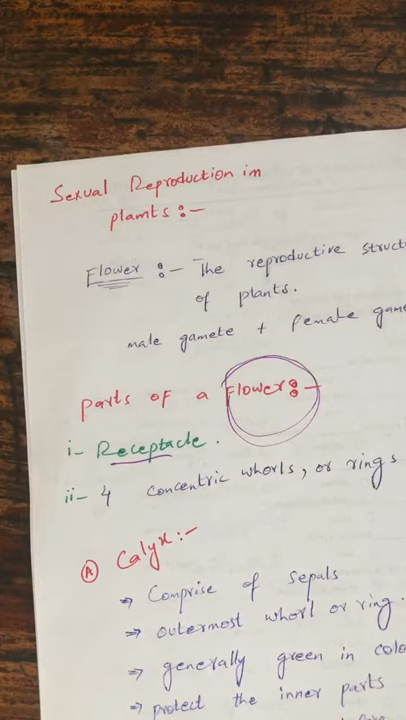 Sexual Reproduction in
plants :-
Flower :- The reproductive struct
of plants.
male gamete + female game
parts of a Flower :-
i- Receptacle.
ii- 4 concentric whorls, or rings
Ⓐ Calyx :-
⇒ Comprise of sepals
⇒ outermost whorl or ring.
⇒ generally green in colo
⇒ protect the inner parts